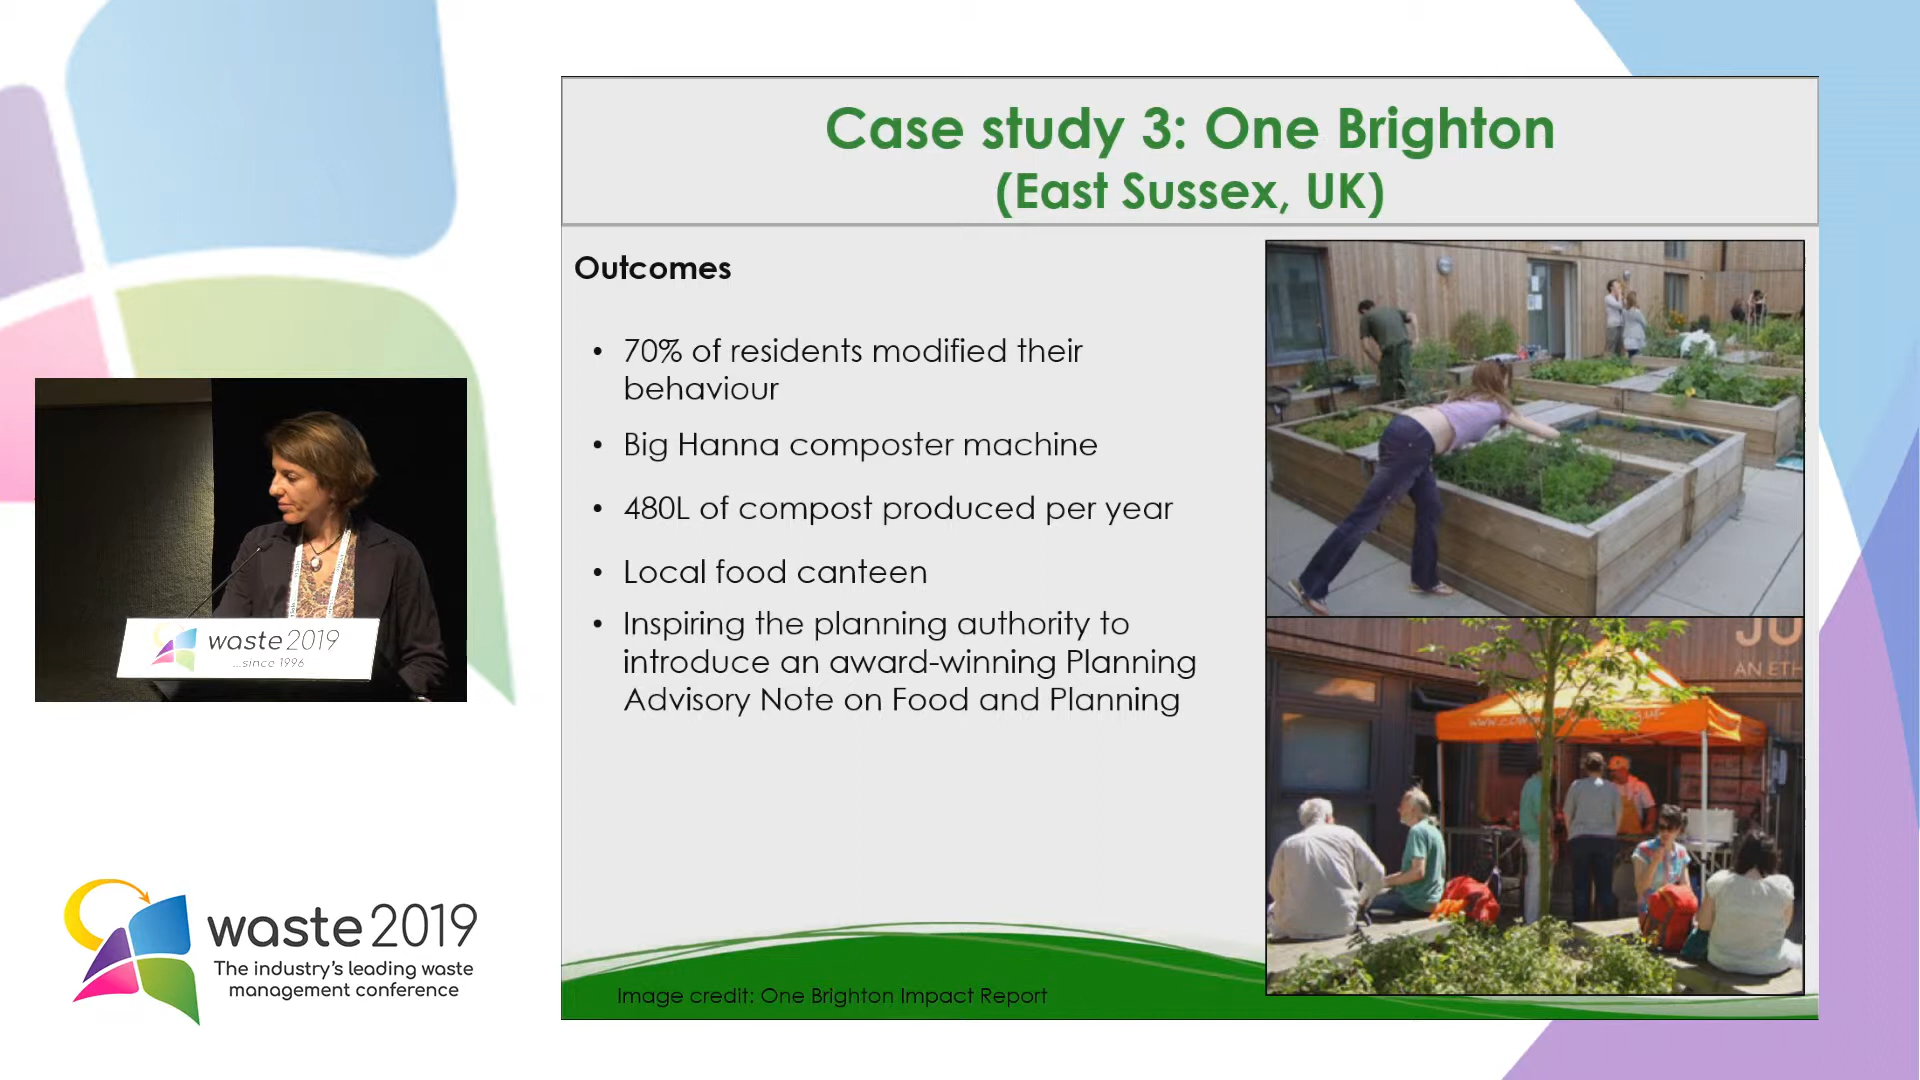 Case study 3: One Brighton
(East Sussex, UK)
Outcomes
• 70% of residents modified their
behaviour
• Big Hanna composter machine
• 480L of compost produced per year
• Local food canteen
• Inspiring the planning authority to
introduce an award-winning Planning
Advisory Note on Food and Planning
Image credit: One Brighton Impact Report
JU
AN ETH
waste 2019
...since 1996
waste 2019
The industry's leading waste
management conference